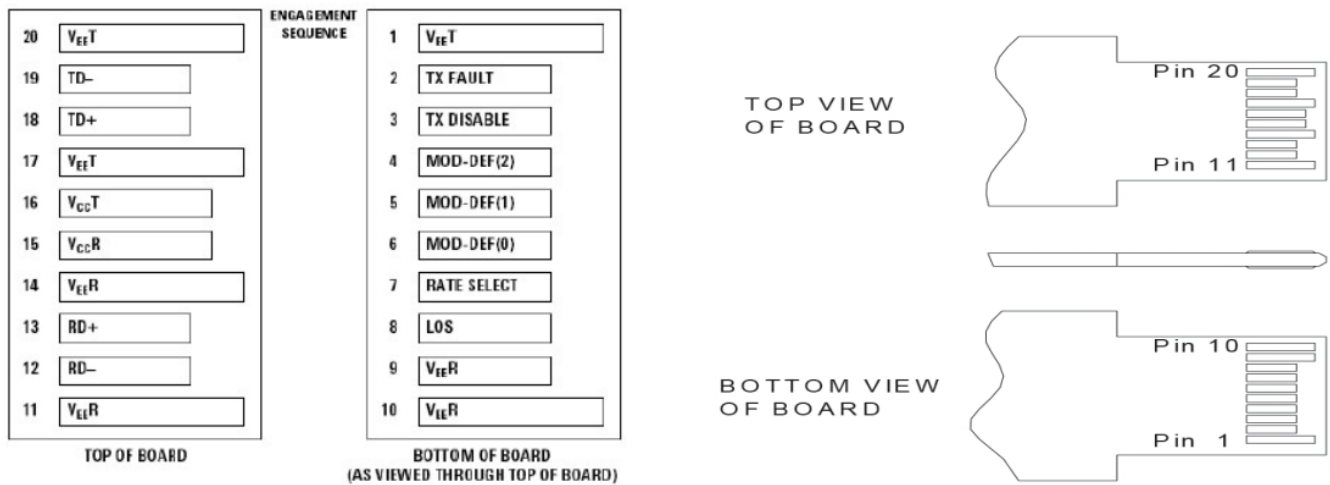 ENGAGEMENT
SEQUENCE
20 VEET
19 TD–
18 TD+
17 VEET
16 VCCT
15 VCCR
14 VEER
13 RD+
12 RD–
11 VEER
TOP OF BOARD
1 VEET
2 TX FAULT
3 TX DISABLE
4 MOD-DEF(2)
5 MOD-DEF(1)
6 MOD-DEF(0)
7 RATE SELECT
8 LOS
9 VEER
10 VEER
BOTTOM OF BOARD
(AS VIEWED THROUGH TOP OF BOARD)
TOP VIEW
OF BOARD
Pin 20
Pin 11
BOTTOM VIEW
OF BOARD
Pin 10
Pin 1